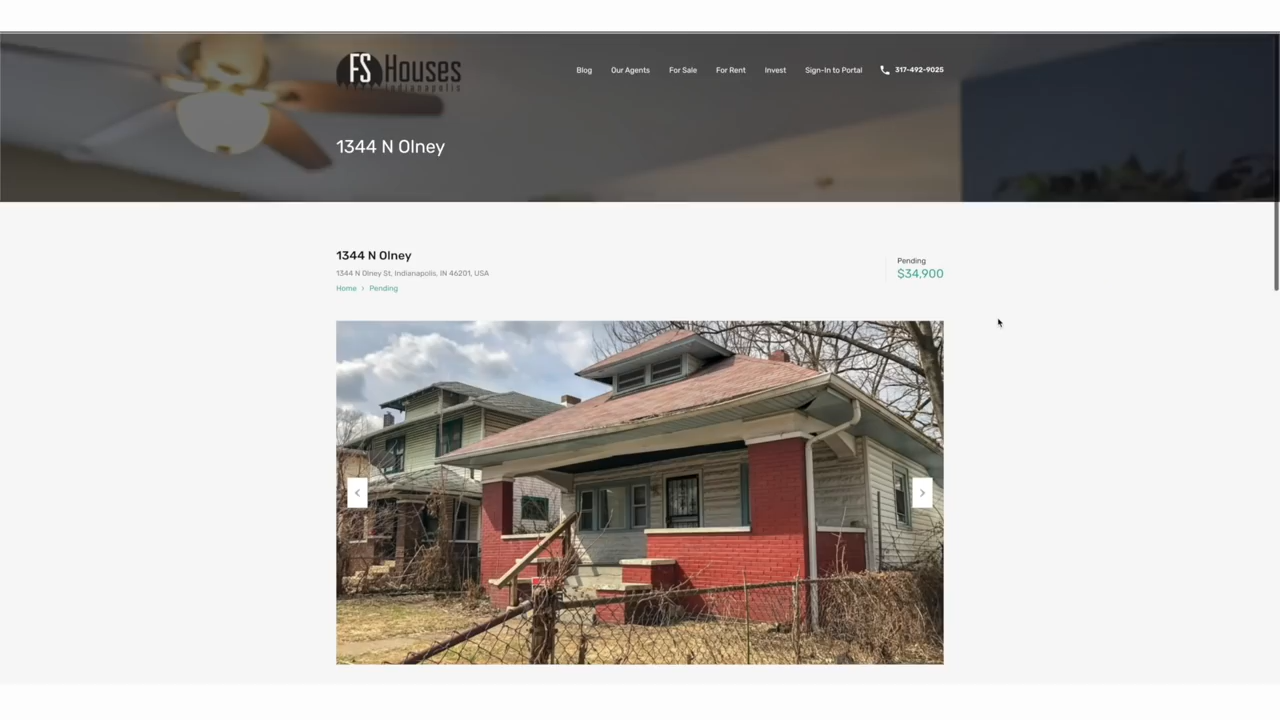 FS Houses
Indianapolis
Blog
Our Agents
For Sale
For Rent
Invest
Sign-In to Portal
317-492-9025
1344 N Olney
1344 N Olney
1344 N Olney St, Indianapolis, IN 46201, USA
Home › Pending
Pending
$34,900